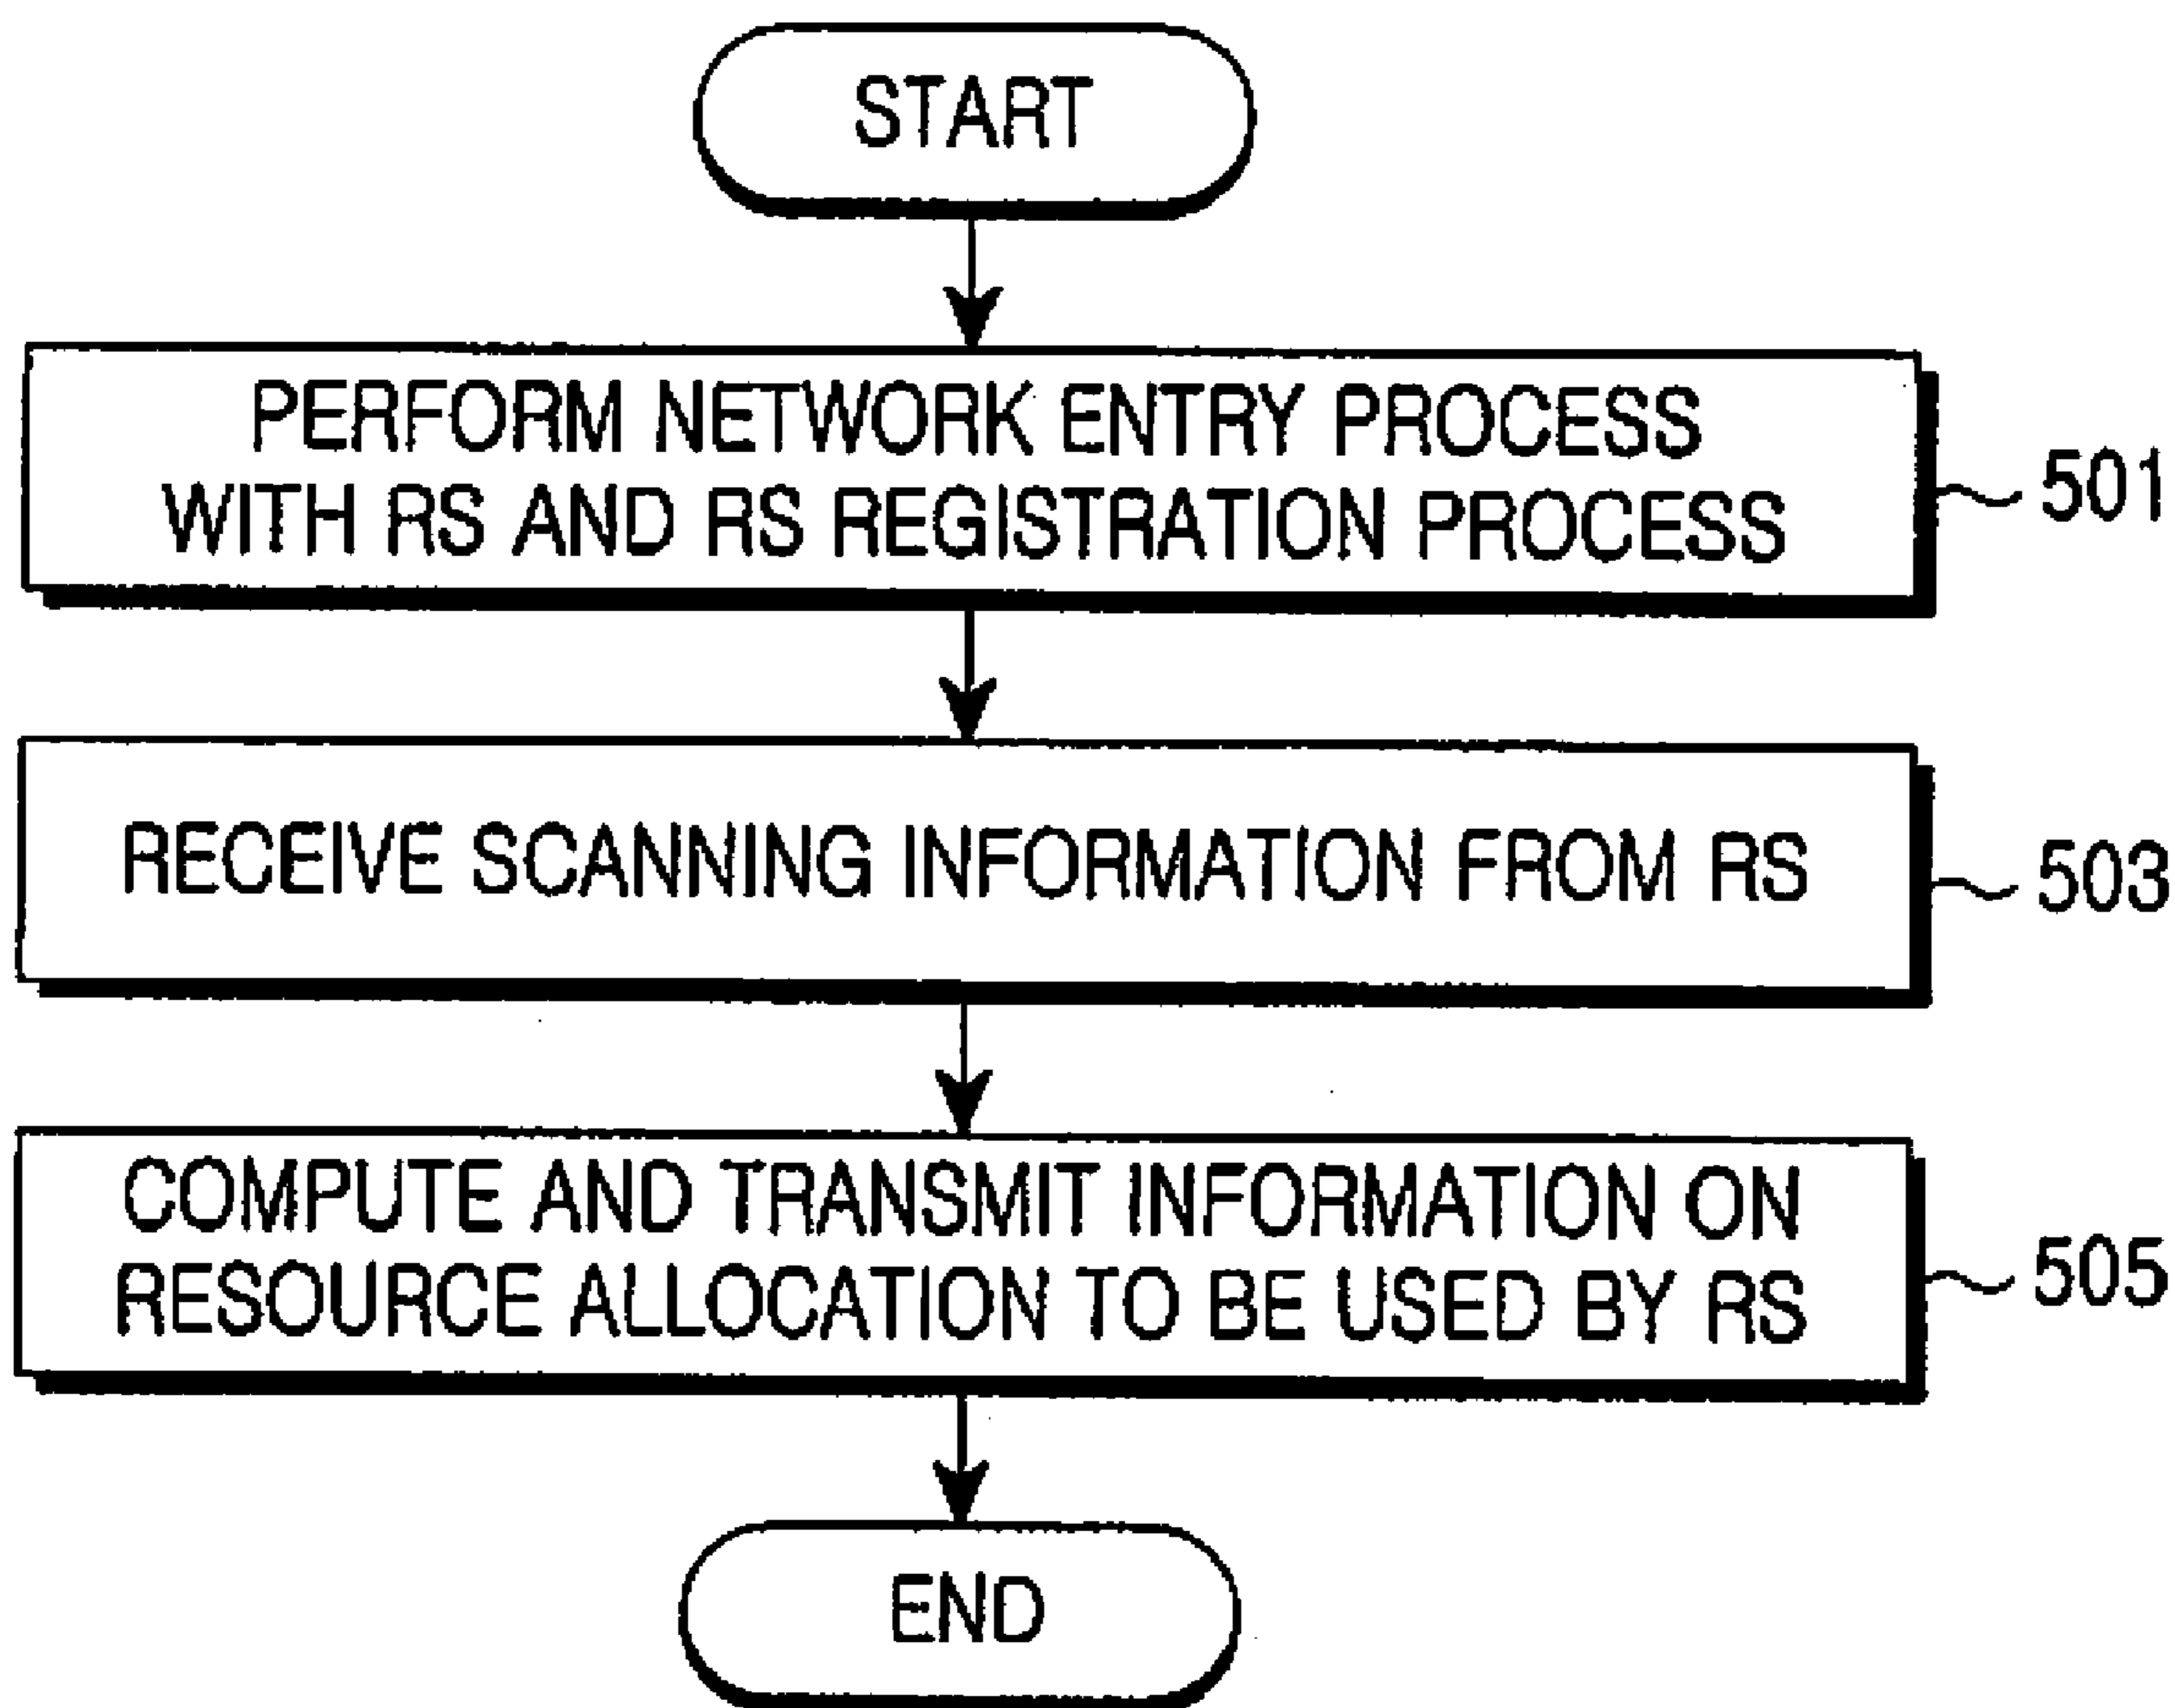 START
PERFORM NETWORK ENTRY PROCESS
WITH RS AND RS REGISTRATION PROCESS
501
RECEIVE SCANNING INFORMATION FROM RS
503
COMPUTE AND TRANSMIT INFORMATION ON
RESOURCE ALLOCATION TO BE USED BY RS
505
END